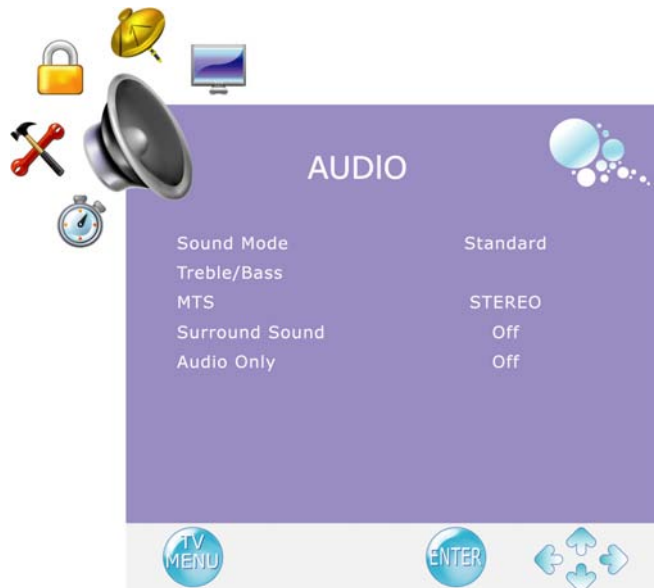 AUDIO
Sound Mode Standard
Treble/Bass
MTS STEREO
Surround Sound Off
Audio Only Off
TV
MENU
ENTER